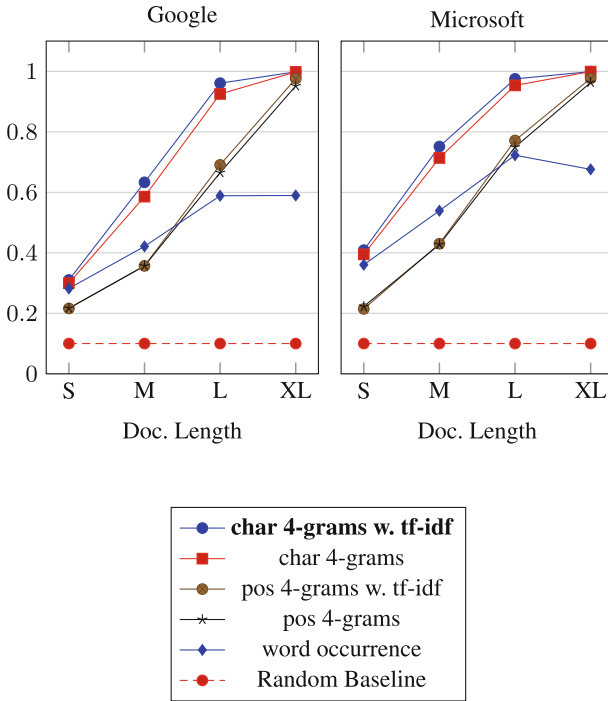 Google
Microsoft
1
0.8
0.6
0.4
0.2
0
S M L XL
S M L XL
Doc. Length
Doc. Length
char 4-grams w. tf-idf
char 4-grams
pos 4-grams w. tf-idf
pos 4-grams
word occurrence
Random Baseline